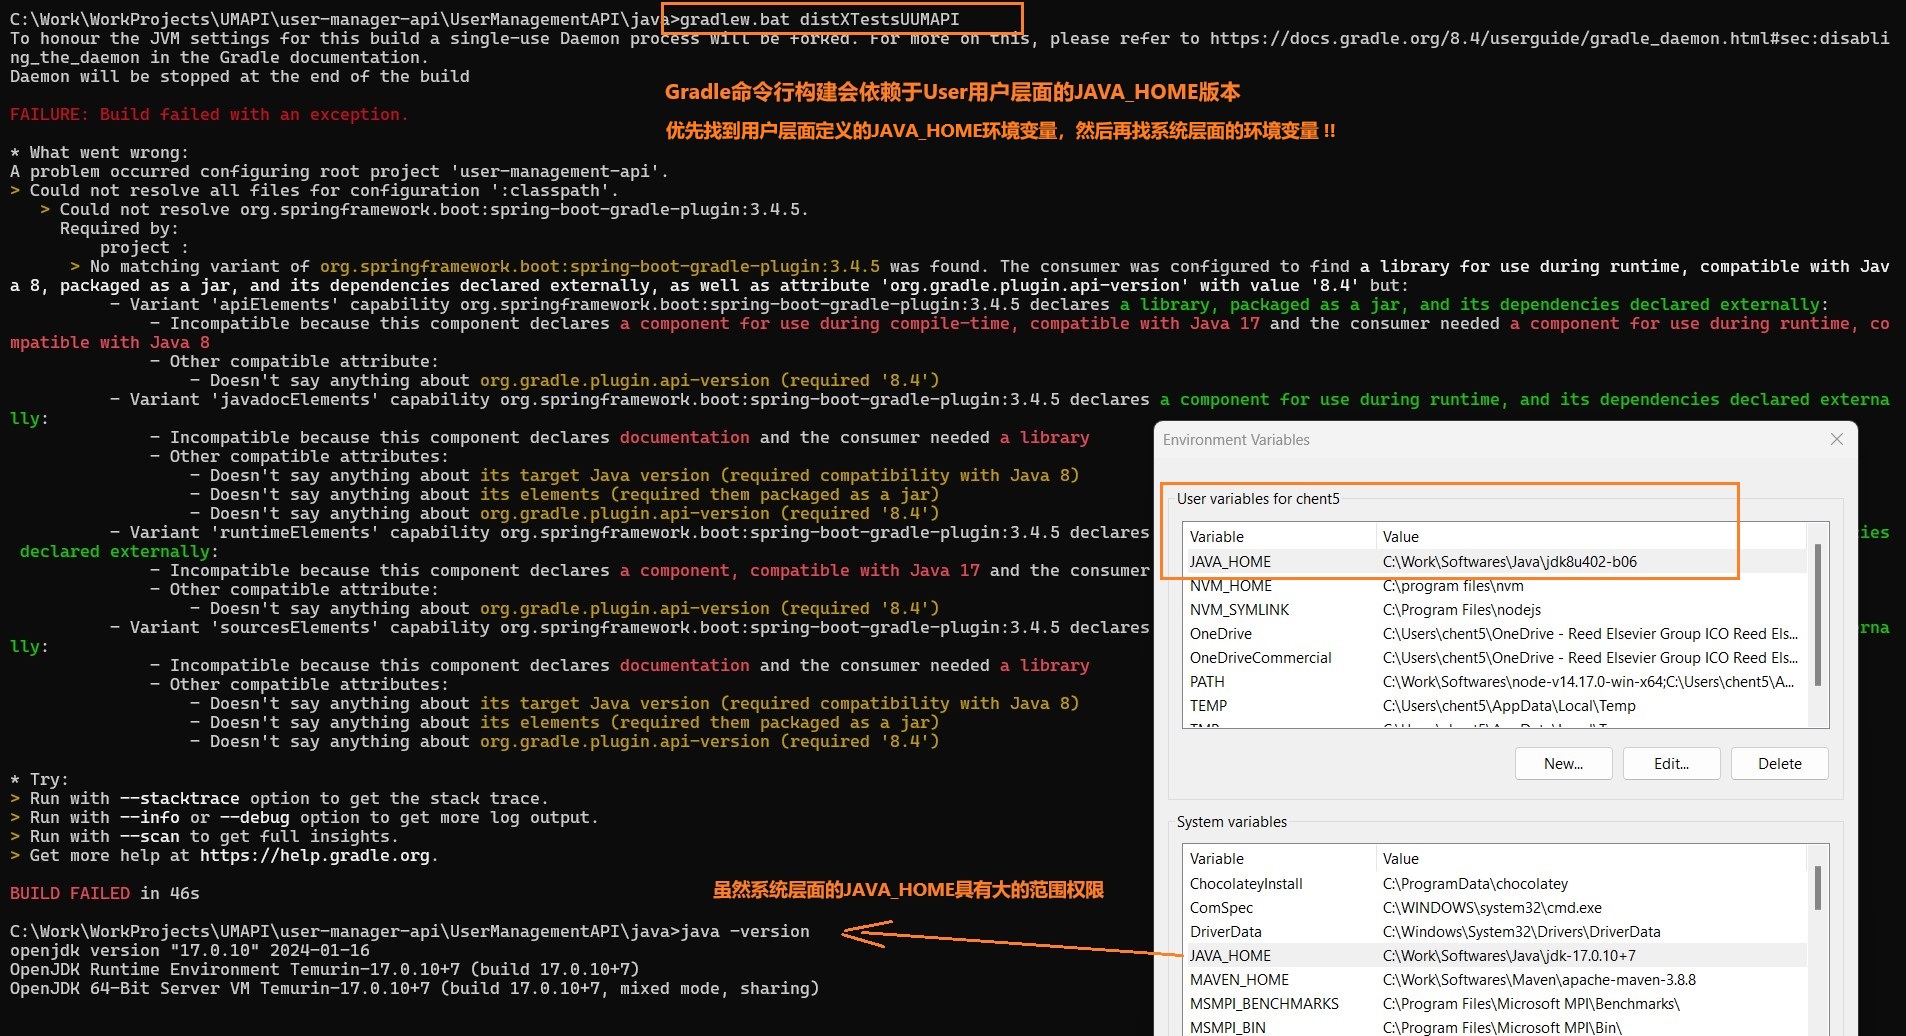 C:\Work\WorkProjects\UMAPI\user-manager-api\UserManagementAPI\java>gradlew.bat distXTestsUUMAPI
To honour the JVM settings for this build a single-use Daemon process will be forked. For more on this, please refer to https://docs.gradle.org/8.4/userguide/gradle_daemon.html#sec:disabli
ng_the_daemon in the Gradle documentation.
Daemon will be stopped at the end of the build
Gradle命令行构建会依赖于User用户层面的JAVA_HOME版本
FAILURE: Build failed with an exception.
优先找到用户层面定义的JAVA_HOME环境变量，然后再找系统层面的环境变量 !!
* What went wrong:
A problem occurred configuring root project 'user-management-api'.
> Could not resolve all files for configuration ':classpath'.
> Could not resolve org.springframework.boot:spring-boot-gradle-plugin:3.4.5.
Required by:
project :
> No matching variant of org.springframework.boot:spring-boot-gradle-plugin:3.4.5 was found. The consumer was configured to find a library for use during runtime, compatible with Jav
a 8, packaged as a jar, and its dependencies declared externally, as well as attribute 'org.gradle.plugin.api-version' with value '8.4' but:
- Variant 'apiElements' capability org.springframework.boot:spring-boot-gradle-plugin:3.4.5 declares a library, packaged as a jar, and its dependencies declared externally:
- Incompatible because this component declares a component for use during compile-time, compatible with Java 17 and the consumer needed a component for use during runtime, co
mpatible with Java 8
- Other compatible attribute:
- Doesn't say anything about org.gradle.plugin.api-version (required '8.4')
- Variant 'javadocElements' capability org.springframework.boot:spring-boot-gradle-plugin:3.4.5 declares a component for use during runtime, and its dependencies declared externa
lly:
- Incompatible because this component declares documentation and the consumer needed a library
- Other compatible attributes:
- Doesn't say anything about its target Java version (required compatibility with Java 8)
- Doesn't say anything about its elements (required them packaged as a jar)
- Doesn't say anything about org.gradle.plugin.api-version (required '8.4')
- Variant 'runtimeElements' capability org.springframework.boot:spring-boot-gradle-plugin:3.4.5 declares ies
declared externally:
- Incompatible because this component declares a component, compatible with Java 17 and the consumer
- Other compatible attribute:
- Doesn't say anything about org.gradle.plugin.api-version (required '8.4')
- Variant 'sourcesElements' capability org.springframework.boot:spring-boot-gradle-plugin:3.4.5 declares rna
lly:
- Incompatible because this component declares documentation and the consumer needed a library
- Other compatible attributes:
- Doesn't say anything about its target Java version (required compatibility with Java 8)
- Doesn't say anything about its elements (required them packaged as a jar)
- Doesn't say anything about org.gradle.plugin.api-version (required '8.4')
* Try:
> Run with --stacktrace option to get the stack trace.
> Run with --info or --debug option to get more log output.
> Run with --scan to get full insights.
> Get more help at https://help.gradle.org.
BUILD FAILED in 46s
虽然系统层面的JAVA_HOME具有大的范围权限
C:\Work\WorkProjects\UMAPI\user-manager-api\UserManagementAPI\java>java -version
openjdk version "17.0.10" 2024-01-16
OpenJDK Runtime Environment Temurin-17.0.10+7 (build 17.0.10+7)
OpenJDK 64-Bit Server VM Temurin-17.0.10+7 (build 17.0.10+7, mixed mode, sharing)
Environment Variables
User variables for chent5
Variable Value
JAVA_HOME C:\Work\Softwares\Java\jdk8u402-b06
NVM_HOME C:\program files\nvm
NVM_SYMLINK C:\Program Files\nodejs
OneDrive C:\Users\chent5\OneDrive - Reed Elsevier Group ICO Reed Els...
OneDriveCommercial C:\Users\chent5\OneDrive - Reed Elsevier Group ICO Reed Els...
PATH C:\Work\Softwares\node-v14.17.0-win-x64;C:\Users\chent5\A...
TEMP C:\Users\chent5\AppData\Local\Temp
New... Edit... Delete
System variables
Variable Value
ChocolateyInstall C:\ProgramData\chocolatey
ComSpec C:\WINDOWS\system32\cmd.exe
DriverData C:\Windows\System32\Drivers\DriverData
JAVA_HOME C:\Work\Softwares\Java\jdk-17.0.10+7
MAVEN_HOME C:\Work\Softwares\Maven\apache-maven-3.8.8
MSMPI_BENCHMARKS C:\Program Files\Microsoft MPI\Benchmarks\
MSMPI_BIN C:\Program Files\Microsoft MPI\Bin\